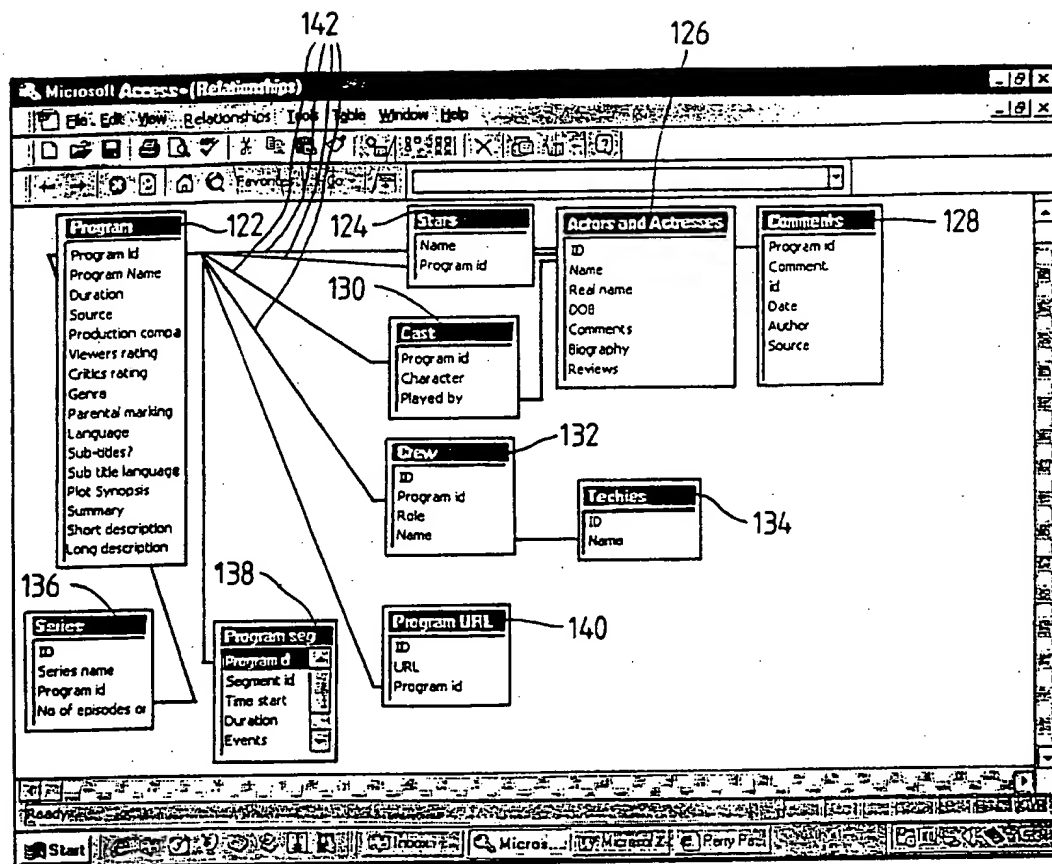 142
126
Microsoft Access - (Relationships)
File Edit View Relationships Tools Table Window Help
Favorites Go
Program
122
Program Id
Program Name
Duration
Source
Production compa
Viewers rating
Critics rating
Genre
Parental marking
Language
Sub-titles?
Sub title language
Plot Synopsis
Summary
Short description
Long description
124
Stars
Name
Program id
Actors and Actresses
ID
Name
Real name
DOB
Comments
Biography
Reviews
Comments
128
Program id
Comment
id
Date
Author
Source
130
Cast
Program id
Character
Played by
132
Crew
ID
Program id
Role
Name
Techies
134
ID
Name
136
Series
ID
Series name
Program id
No of episodes or
138
Program seg
Program d
Segment id
Time start
Duration
Events
Program URL
140
ID
URL
Program id
Ready
Start
Inbox
Micros...
Perry Pa